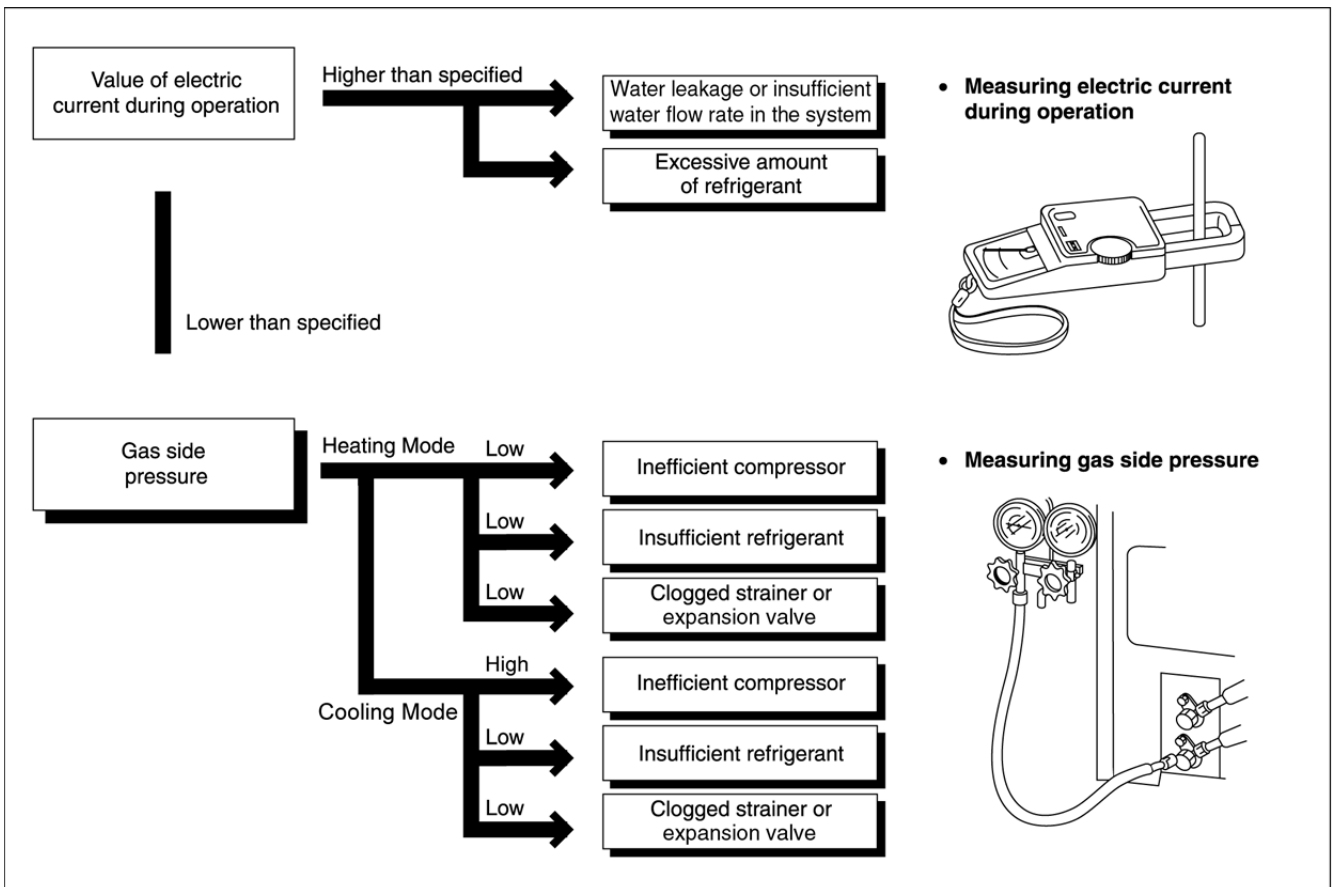 Value of electric
current during operation
Higher than specified
Water leakage or insufficient
water flow rate in the system
Excessive amount
of refrigerant
• Measuring electric current
during operation
Lower than specified
Gas side
pressure
Heating Mode
Low
Inefficient compressor
Low
Insufficient refrigerant
Low
Clogged strainer or
expansion valve
Cooling Mode
High
Inefficient compressor
Low
Insufficient refrigerant
Low
Clogged strainer or
expansion valve
• Measuring gas side pressure